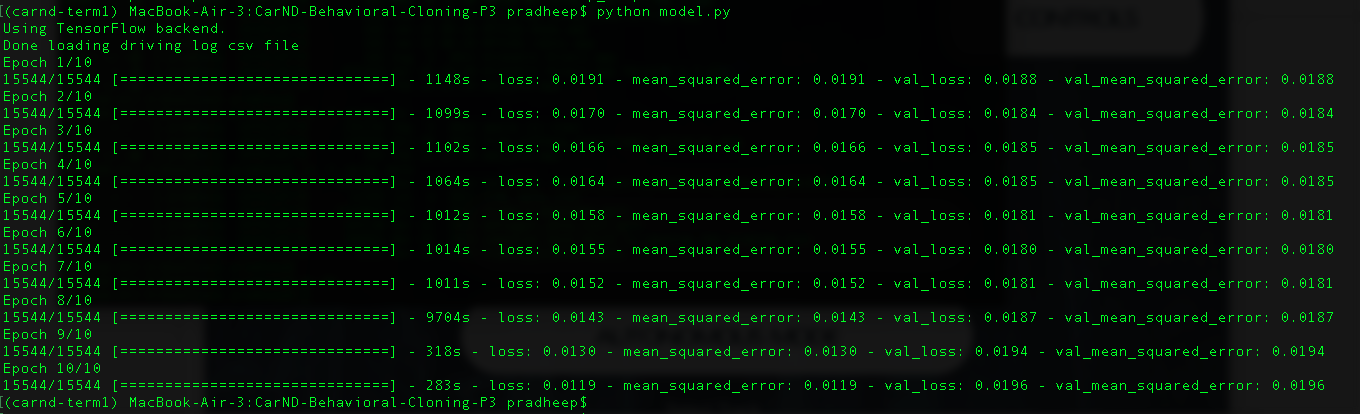 [(carnd-term1) MacBook-Air-3:CarND-Behavioral-Cloning-P3 pradheep$ python model.py
Using TensorFlow backend.
Done loading driving log csv file
Epoch 1/10
15544/15544 [==============================] - 1148s - loss: 0.0191 - mean_squared_error: 0.0191 - val_loss: 0.0188 - val_mean_squared_error: 0.0188
Epoch 2/10
15544/15544 [==============================] - 1099s - loss: 0.0170 - mean_squared_error: 0.0170 - val_loss: 0.0184 - val_mean_squared_error: 0.0184
Epoch 3/10
15544/15544 [==============================] - 1102s - loss: 0.0166 - mean_squared_error: 0.0166 - val_loss: 0.0185 - val_mean_squared_error: 0.0185
Epoch 4/10
15544/15544 [==============================] - 1064s - loss: 0.0164 - mean_squared_error: 0.0164 - val_loss: 0.0185 - val_mean_squared_error: 0.0185
Epoch 5/10
15544/15544 [==============================] - 1012s - loss: 0.0158 - mean_squared_error: 0.0158 - val_loss: 0.0181 - val_mean_squared_error: 0.0181
Epoch 6/10
15544/15544 [==============================] - 1014s - loss: 0.0155 - mean_squared_error: 0.0155 - val_loss: 0.0180 - val_mean_squared_error: 0.0180
Epoch 7/10
15544/15544 [==============================] - 1011s - loss: 0.0152 - mean_squared_error: 0.0152 - val_loss: 0.0181 - val_mean_squared_error: 0.0181
Epoch 8/10
15544/15544 [==============================] - 9704s - loss: 0.0143 - mean_squared_error: 0.0143 - val_loss: 0.0187 - val_mean_squared_error: 0.0187
Epoch 9/10
15544/15544 [==============================] - 318s - loss: 0.0130 - mean_squared_error: 0.0130 - val_loss: 0.0194 - val_mean_squared_error: 0.0194
Epoch 10/10
15544/15544 [==============================] - 283s - loss: 0.0119 - mean_squared_error: 0.0119 - val_loss: 0.0196 - val_mean_squared_error: 0.0196
[(carnd-term1) MacBook-Air-3:CarND-Behavioral-Cloning-P3 pradheep$